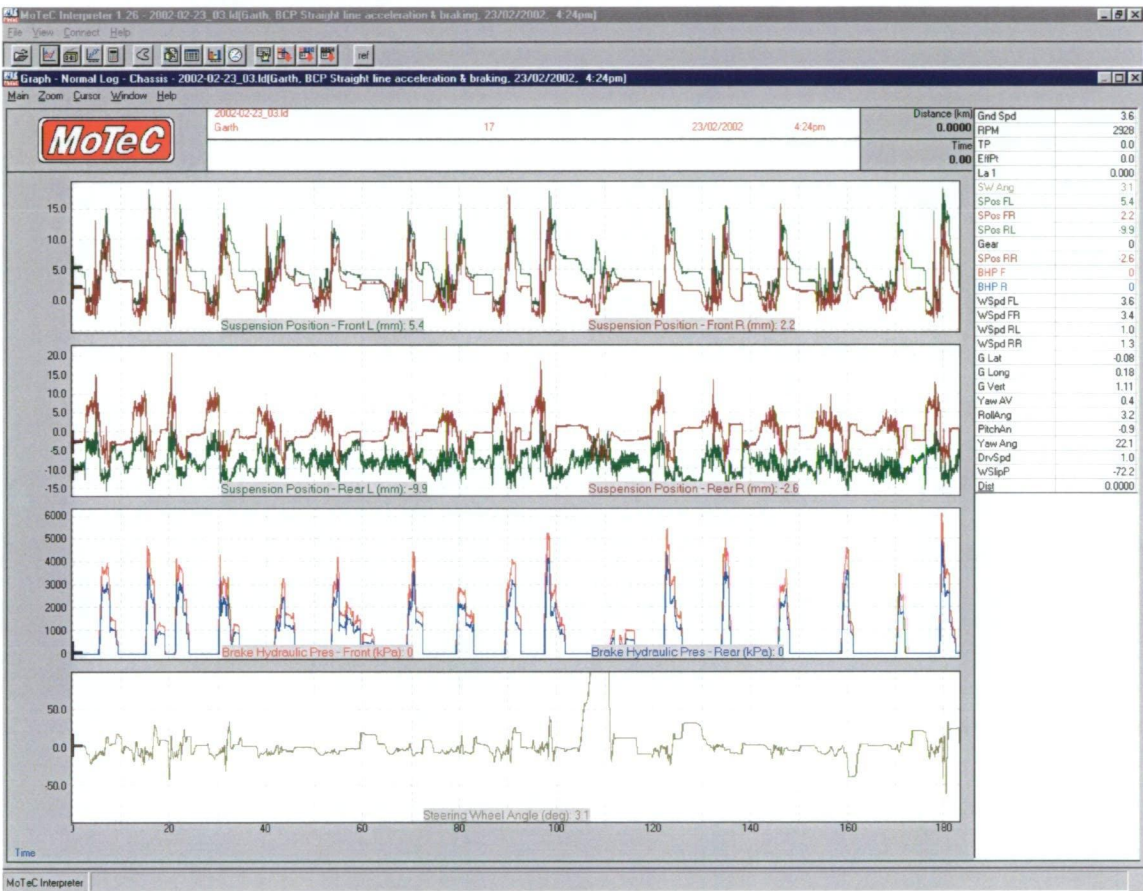 MoTeC Interpreter 1.26 - 2002-02-23_03.ld(Garth, BCP Straight line acceleration & braking, 23/02/2002, 4:24pm)
File View Connect Help
ref
Graph - Normal Log - Chassis - 2002-02-23_03.ld(Garth, BCP Straight line acceleration & braking, 23/02/2002, 4:24pm)
Main Zoom Cursor Window Help
MoTeC
2002-02-23_03.ld
Garth 17 23/02/2002 4:24pm
Distance (km)
0.0000
Time
0.00
Gnd Spd 3.6
RPM 2928
TP 0.0
EffPt 0.0
La 1 0.000
SW Ang 3.1
SPos FL 5.4
SPos FR 2.2
SPos RL -9.9
Gear 0
SPos RR -2.6
BHP F 0
BHP R 0
WSpd FL 3.6
WSpd FR 3.4
WSpd RL 1.0
WSpd RR 1.3
G Lat -0.08
G Long 0.18
G Vert 1.11
Yaw AV 0.4
RollAng 3.2
PitchAn -0.9
Yaw Ang 22.1
DrvSpd 1.0
WSlipP -72.2
Dist 0.0000
15.0
10.0
5.0
0.0
Suspension Position - Front L (mm): 5.4 Suspension Position - Front R (mm): 2.2
20.0
15.0
10.0
5.0
0.0
-5.0
-10.0
-15.0
Suspension Position - Rear L (mm): -9.9 Suspension Position - Rear R (mm): -2.6
6000
5000
4000
3000
2000
1000
0
Brake Hydraulic Pres - Front (kPa): 0 Brake Hydraulic Pres - Rear (kPa): 0
50.0
0.0
-50.0
Steering Wheel Angle (deg): 3.1
20 40 60 80 100 120 140 160 180
Time
MoTeC Interpreter